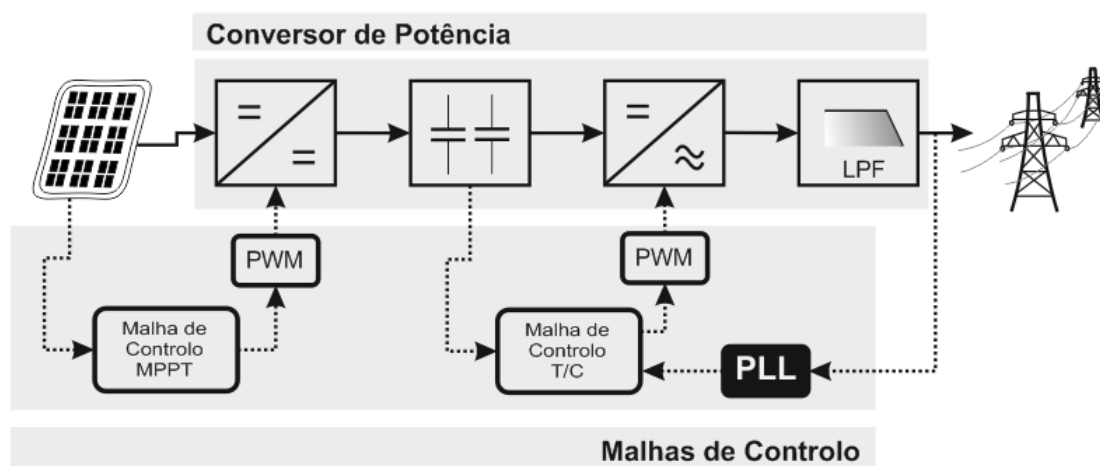 Conversor de Potência
LPF
PWM
PWM
Malha de
Controlo
MPPT
Malha de
Controlo
T/C
PLL
Malhas de Controlo